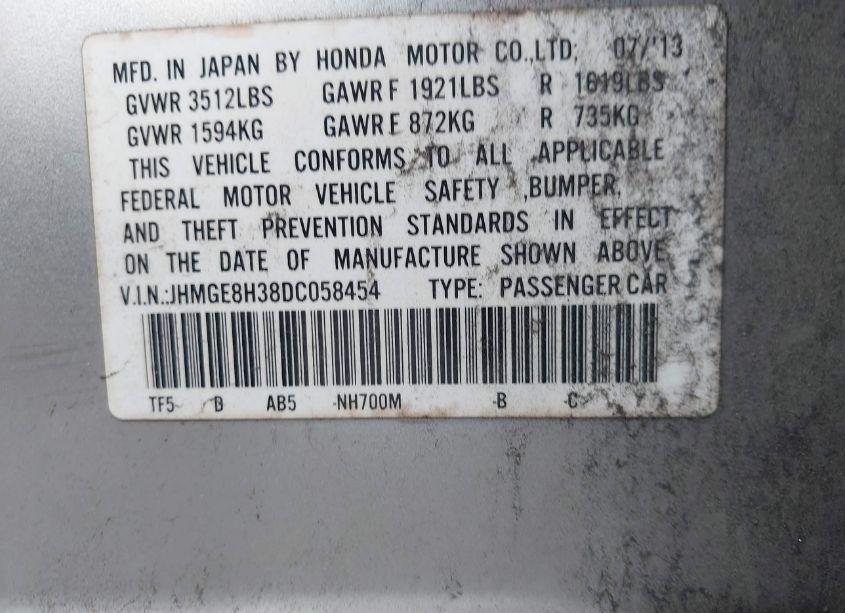 MFD. IN JAPAN BY HONDA MOTOR CO.,LTD; 07/'13
GVWR 3512LBS GAWR F 1921LBS R 1619LBS
GVWR 1594KG GAWR F 872KG R 735KG
THIS VEHICLE CONFORMS TO ALL APPLICABLE
FEDERAL MOTOR VEHICLE SAFETY ,BUMPER,
AND THEFT PREVENTION STANDARDS IN EFFECT
ON THE DATE OF MANUFACTURE SHOWN ABOVE.
V.I.N.:JHMGE8H38DC058454 TYPE: PASSENGER CAR
TF5- B AB5 -NH700M -B -C-